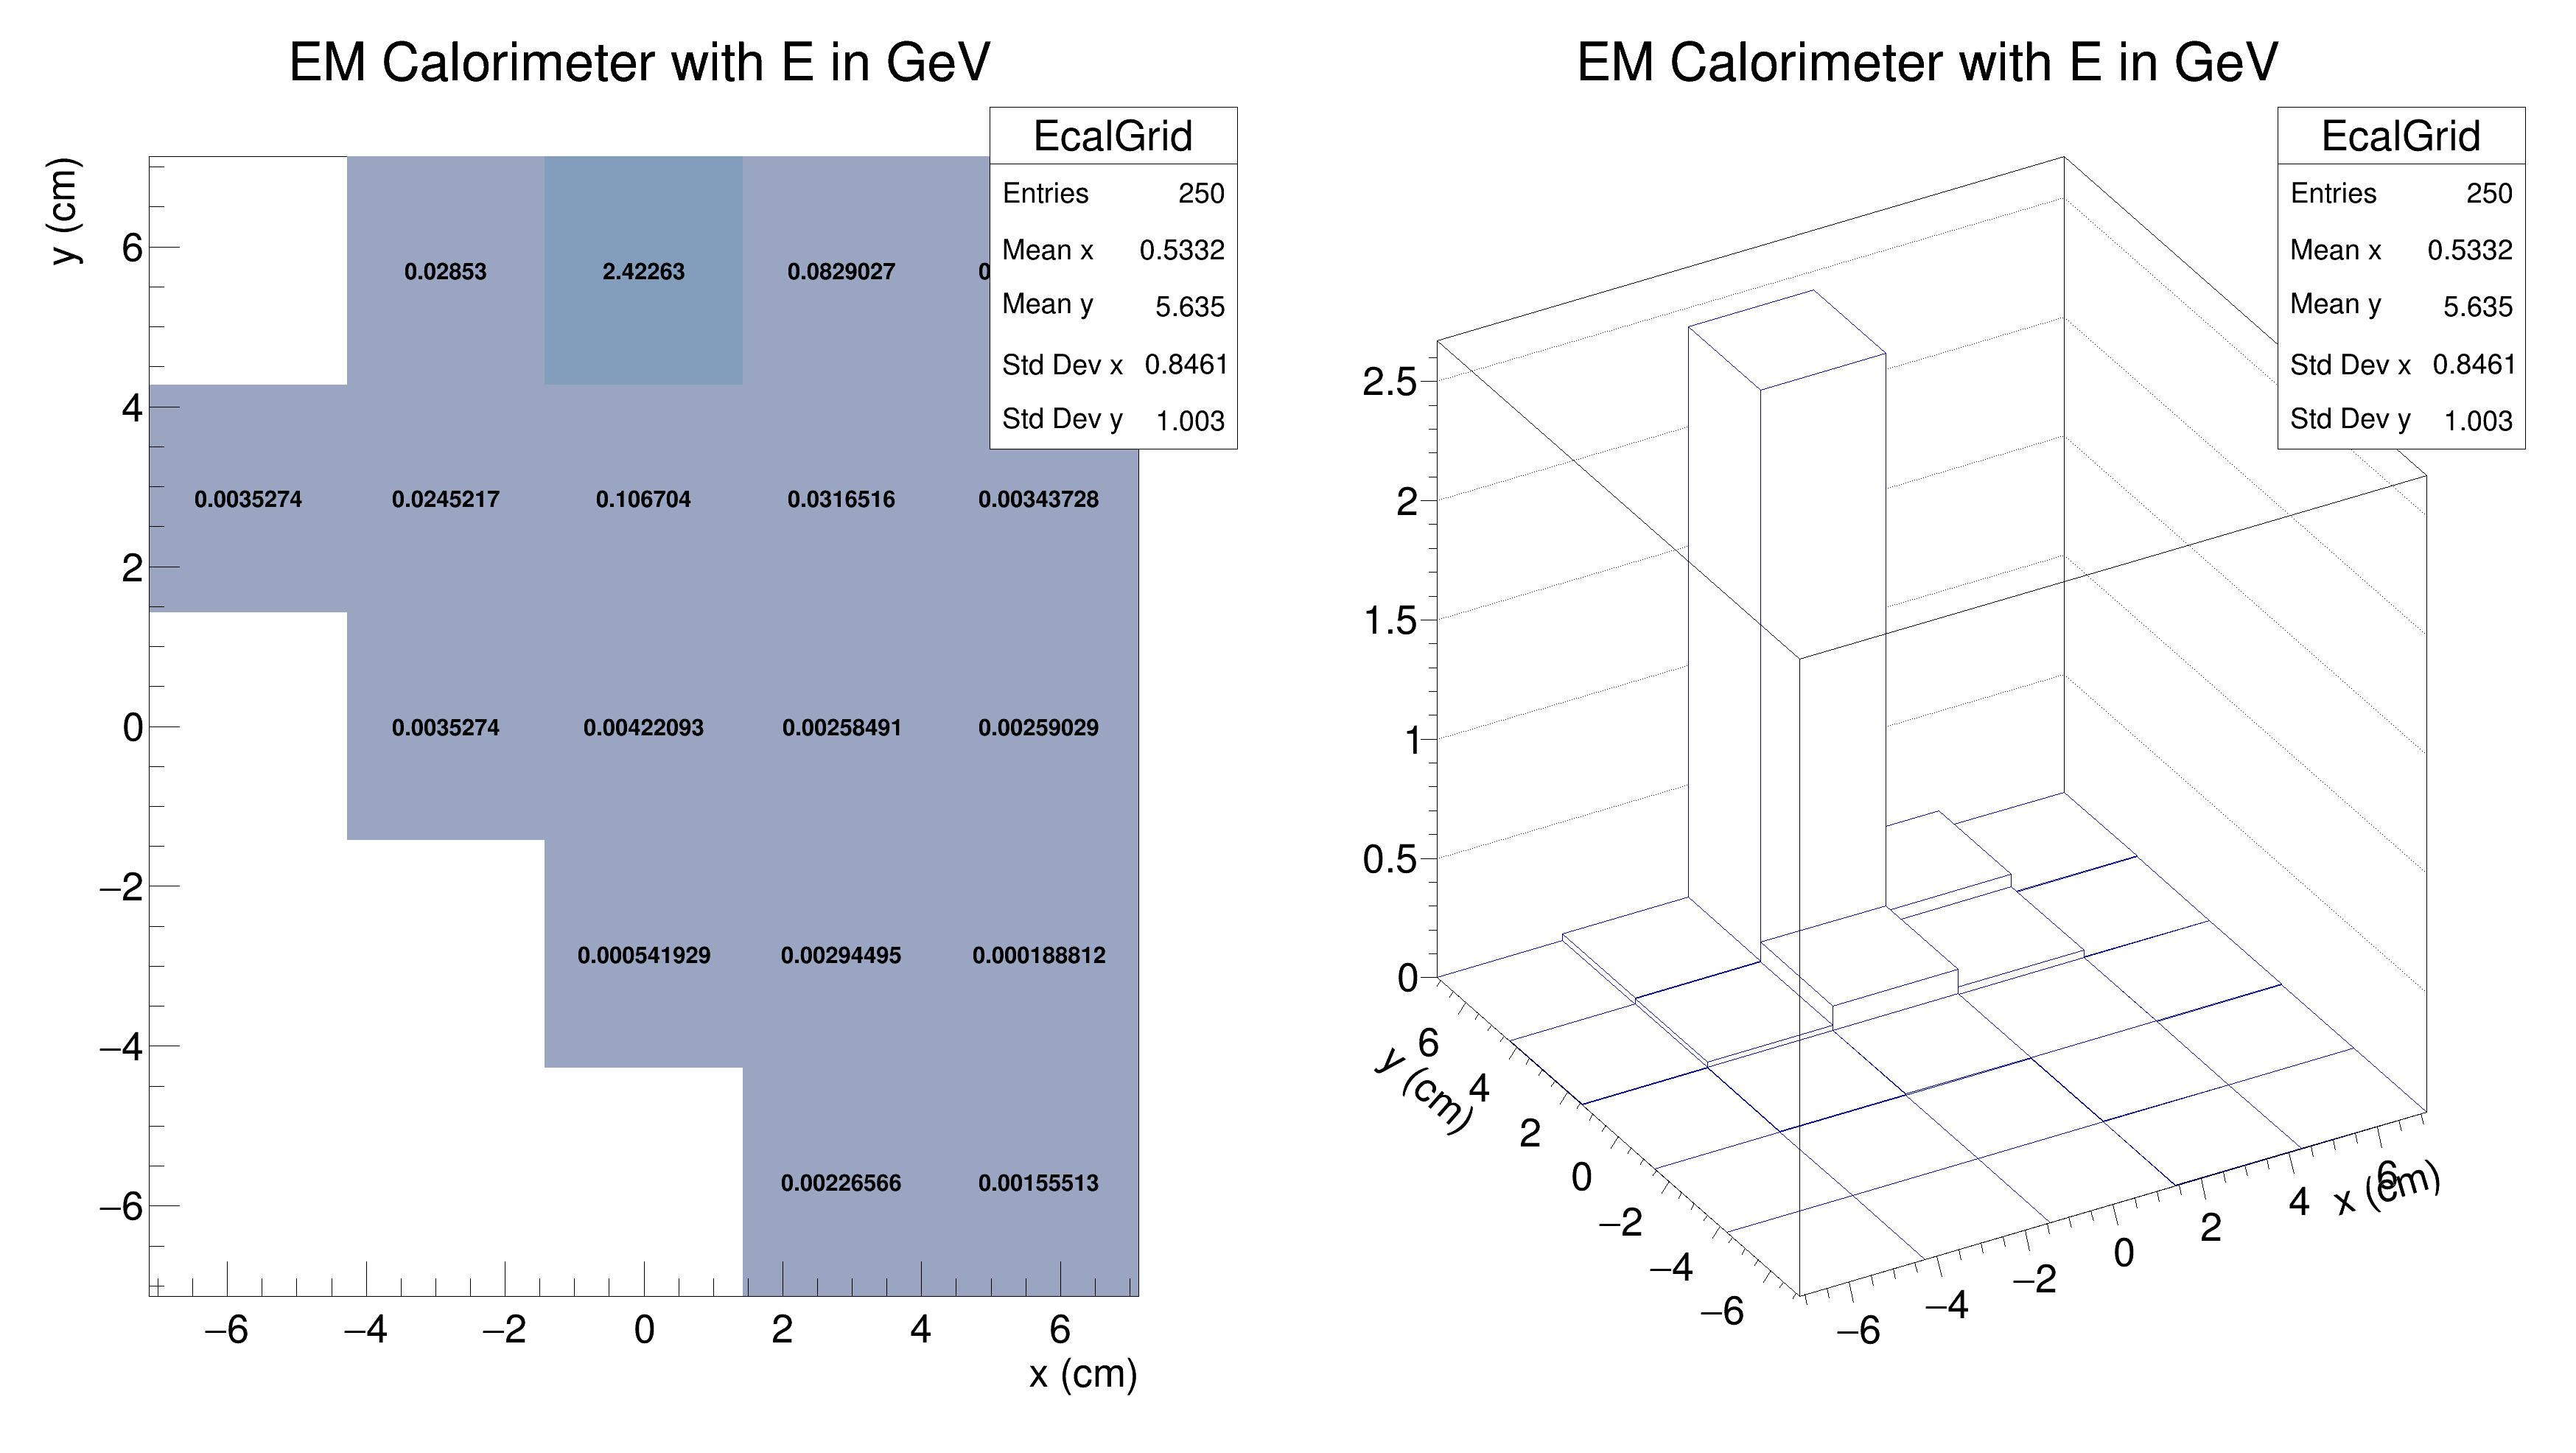 EM Calorimeter with E in GeV
y (cm)
EcalGrid
Entries 250
Mean x 0.5332
Mean y 5.635
Std Dev x 0.8461
Std Dev y 1.003
6
4
2
0
−2
−4
−6
0.02853 2.42263 0.0829027
0.0035274 0.0245217 0.106704 0.0316516 0.00343728
0.0035274 0.00422093 0.00258491 0.00259029
0.000541929 0.00294495 0.000188812
0.00226566 0.00155513
−6 −4 −2 0 2 4 6
x (cm)
EM Calorimeter with E in GeV
EcalGrid
Entries 250
Mean x 0.5332
Mean y 5.635
Std Dev x 0.8461
Std Dev y 1.003
2.5
2
1.5
1
0.5
0
6
4
2
0
−2
−4
−6
y (cm)
−6 −4 −2 0 2 4 6
x (cm)